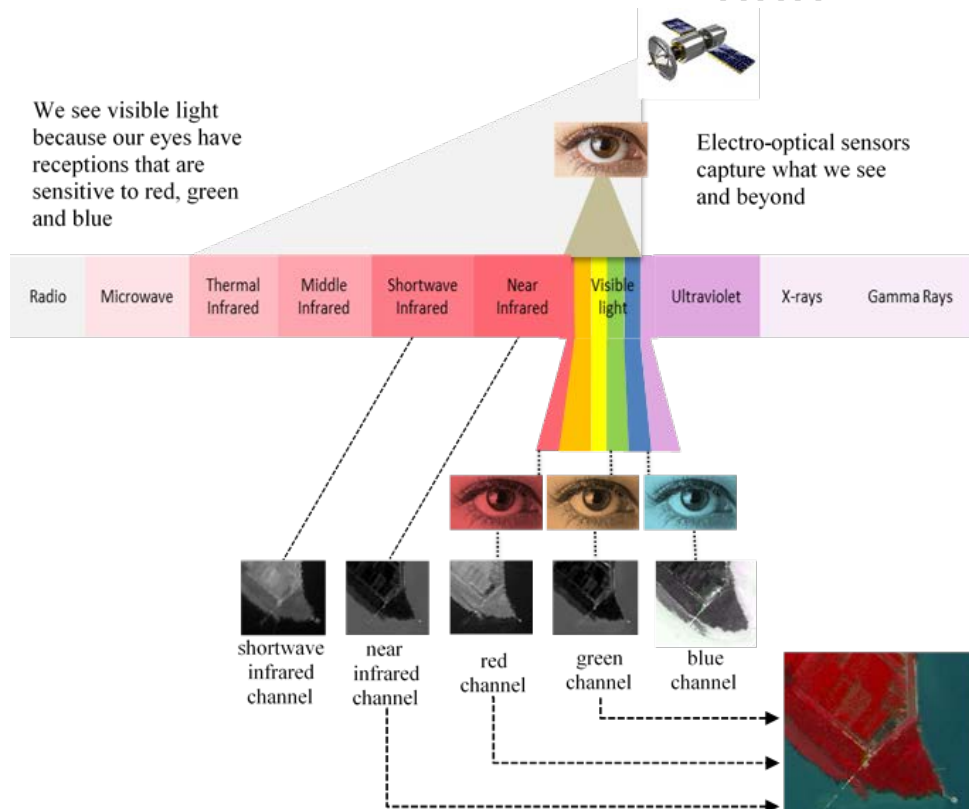 We see visible light
because our eyes have
receptions that are
sensitive to red, green
and blue
Electro-optical sensors
capture what we see
and beyond
Radio
Microwave
Thermal
Infrared
Middle
Infrared
Shortwave
Infrared
Near
Infrared
Visible
light
Ultraviolet
X-rays
Gamma Rays
shortwave
infrared
channel
near
infrared
channel
red
channel
green
channel
blue
channel